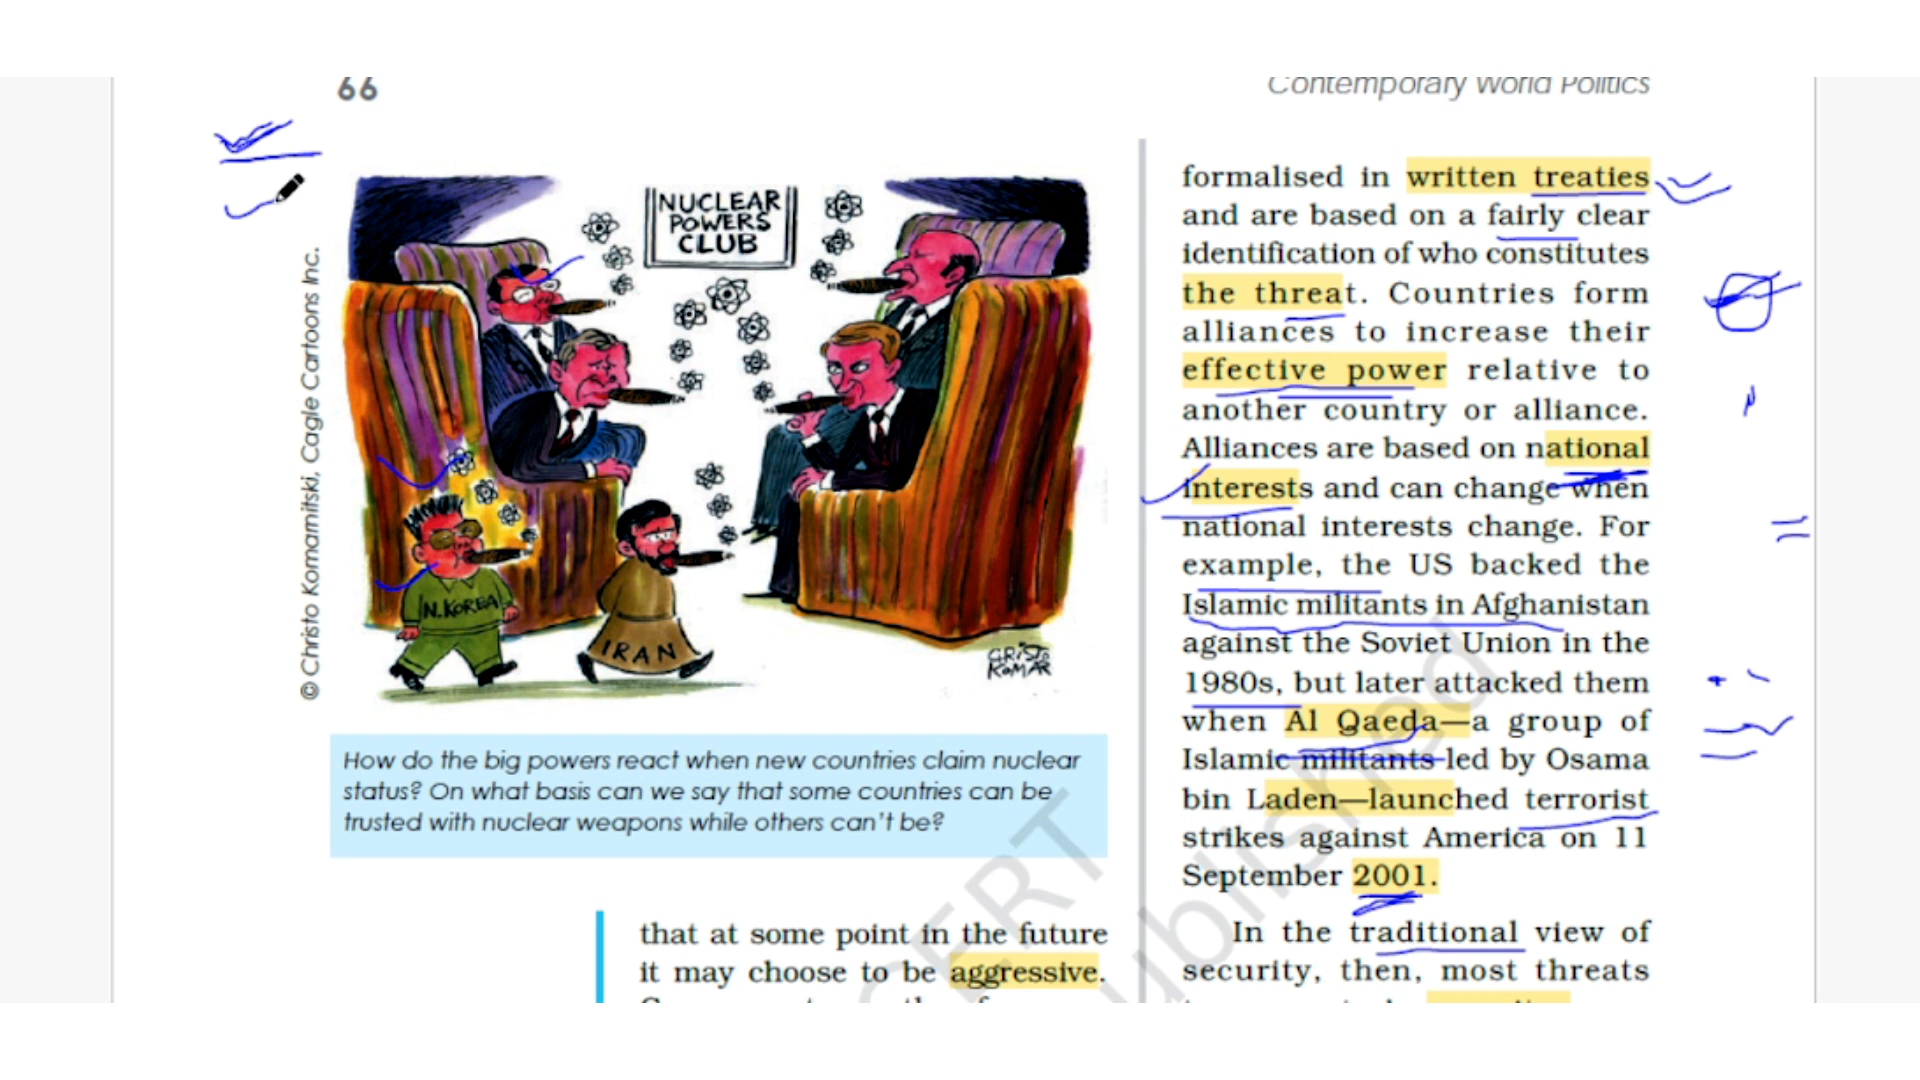 66
Contemporary World Politics
© Christo Komarnitski, Cagle Cartoons Inc.
NUCLEAR
POWERS
CLUB
N.KOREA
IRAN
CHRISTO
KOMAR
How do the big powers react when new countries claim nuclear
status? On what basis can we say that some countries can be
trusted with nuclear weapons while others can't be?
that at some point in the future
it may choose to be aggressive.
formalised in written treaties
and are based on a fairly clear
identification of who constitutes
the threat. Countries form
alliances to increase their
effective power relative to
another country or alliance.
Alliances are based on national
interests and can change when
national interests change. For
example, the US backed the
Islamic militants in Afghanistan
against the Soviet Union in the
1980s, but later attacked them
when Al Qaeda—a group of
Islamic militants led by Osama
bin Laden—launched terrorist
strikes against America on 11
September 2001.
In the traditional view of
security, then, most threats